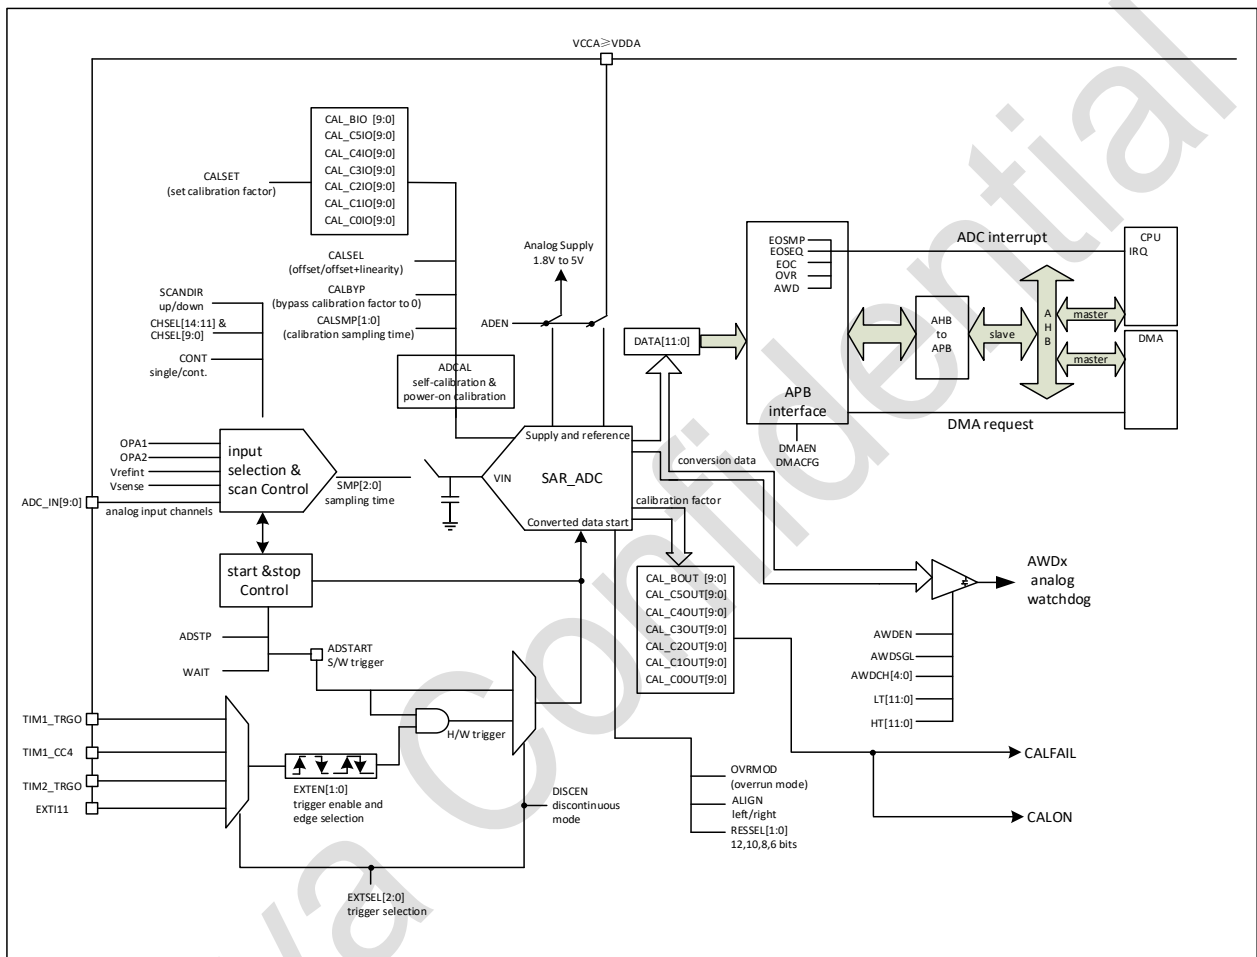 VCCA≥VDDA
CAL_BIO [9:0]
CAL_C5IO[9:0]
CAL_C4IO[9:0]
CAL_C3IO[9:0]
CAL_C2IO[9:0]
CAL_C1IO[9:0]
CAL_C0IO[9:0]
CALSET
(set calibration factor)
CALSEL
(offset/offset+linearity)
CALBYP
(bypass calibration factor to 0)
CALSMP[1:0]
(calibration sampling time)
Analog Supply
1.8V to 5V
ADEN
SCANDIR
up/down
CHSEL[14:11] &
CHSEL[9:0]
CONT
single/cont.
ADCAL
self-calibration &
power-on calibration
DATA[11:0]
EOSMP
EOSEQ
EOC
OVR
AWD
APB
interface
DMAEN
DMACFG
ADC interrupt
CPU
IRQ
AHB
to
APB
slave
A
H
B
master
master
DMA
DMA request
OPA1
OPA2
Vrefint
Vsense
ADC_IN[9:0]
analog input channels
input
selection &
scan Control
SMP[2:0]
sampling time
Supply and reference
VIN
SAR_ADC
Converted data start
conversion data
calibration factor
start &stop
Control
ADSTP
WAIT
ADSTART
S/W trigger
CAL_BOUT [9:0]
CAL_C5OUT[9:0]
CAL_C4OUT[9:0]
CAL_C3OUT[9:0]
CAL_C2OUT[9:0]
CAL_C1OUT[9:0]
CAL_C0OUT[9:0]
AWDx
analog
watchdog
AWDEN
AWDSGL
AWDCH[4:0]
LT[11:0]
HT[11:0]
TIM1_TRGO
TIM1_CC4
TIM2_TRGO
EXTI11
H/W trigger
EXTEN[1:0]
trigger enable and
edge selection
DISCEN
discontinuous
mode
EXTSEL[2:0]
trigger selection
OVRMOD
(overrun mode)
ALIGN
left/right
RESSEL[1:0]
12,10,8,6 bits
CALFAIL
CALON
va Confidential